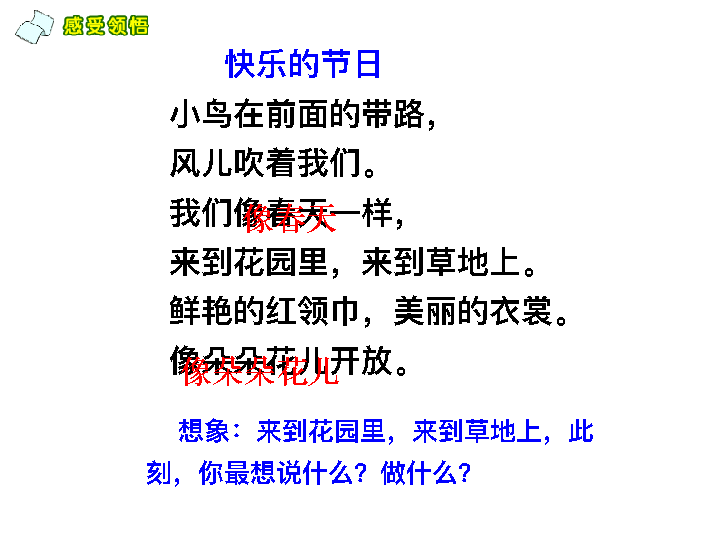 感受领悟
快乐的节日
小鸟在前面的带路，
风儿吹着我们。
我们像春天一样，
像春天
来到花园里，来到草地上。
鲜艳的红领巾，美丽的衣裳。
像朵朵花儿开放。
像朵朵花儿
想象：来到花园里，来到草地上，此
刻，你最想说什么？做什么？